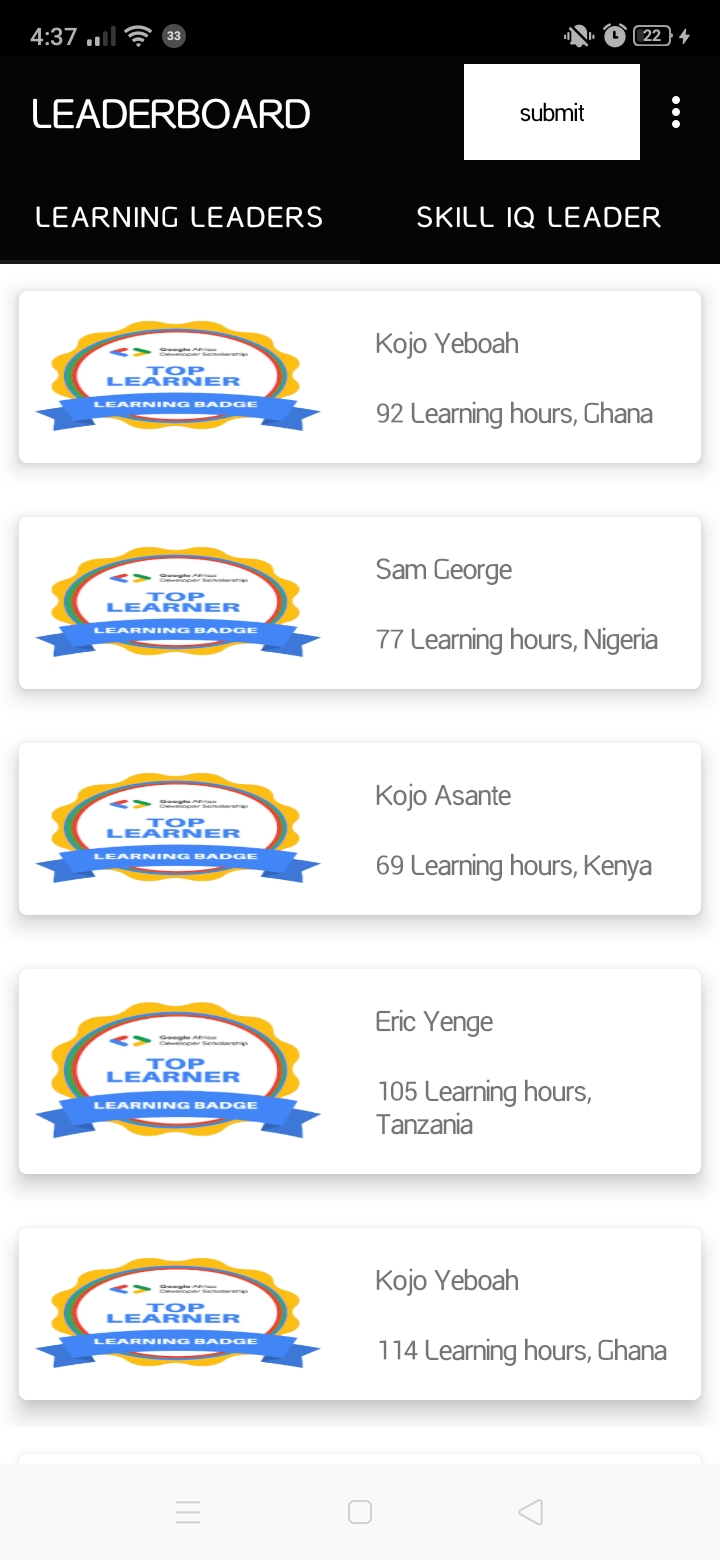 4:37 33 22
LEADERBOARD submit
LEARNING LEADERS SKILL IQ LEADER
Google Africa
Developer Scholarship
TOP
LEARNER
LEARNING BADGE
Kojo Yeboah
92 Learning hours, Ghana
Google Africa
Developer Scholarship
TOP
LEARNER
LEARNING BADGE
Sam George
77 Learning hours, Nigeria
Google Africa
Developer Scholarship
TOP
LEARNER
LEARNING BADGE
Kojo Asante
69 Learning hours, Kenya
Google Africa
Developer Scholarship
TOP
LEARNER
LEARNING BADGE
Eric Yenge
105 Learning hours,
Tanzania
Google Africa
Developer Scholarship
TOP
LEARNER
LEARNING BADGE
Kojo Yeboah
114 Learning hours, Ghana